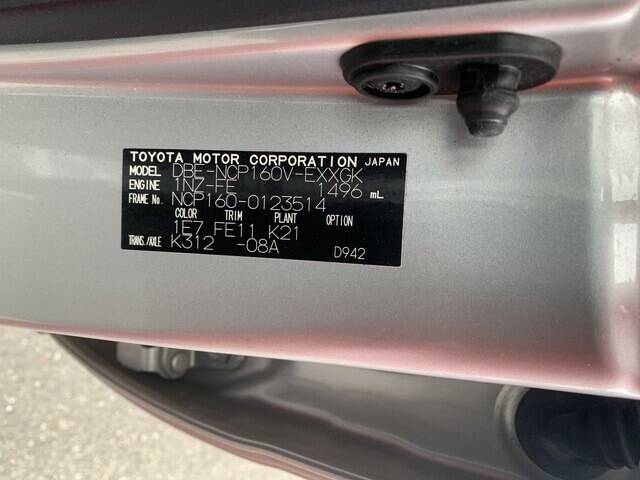 TOYOTA MOTOR CORPORATION JAPAN
MODEL DBE-NCP160V-EXXGK
ENGINE 1NZ-FE 1496 mL
FRAME No. NCP160-0123514
COLOR TRIM PLANT OPTION
1E7 FE11 K21
TRANS./AXLE K312 -08A D942